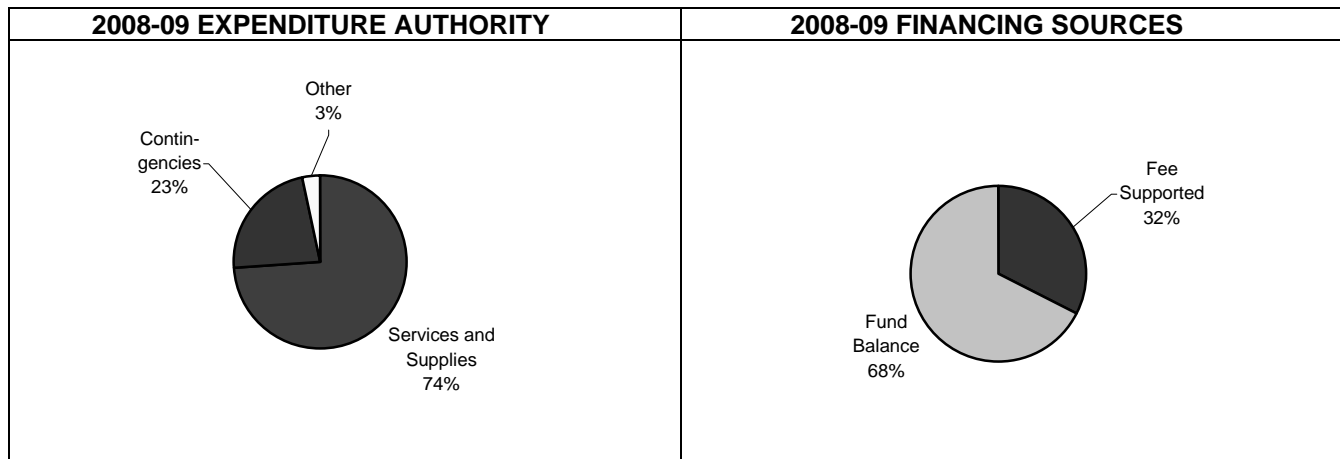 2008-09 EXPENDITURE AUTHORITY
Other
3%
Contin-
gencies
23%
Services and
Supplies
74%
2008-09 FINANCING SOURCES
Fee
Supported
32%
Fund
Balance
68%